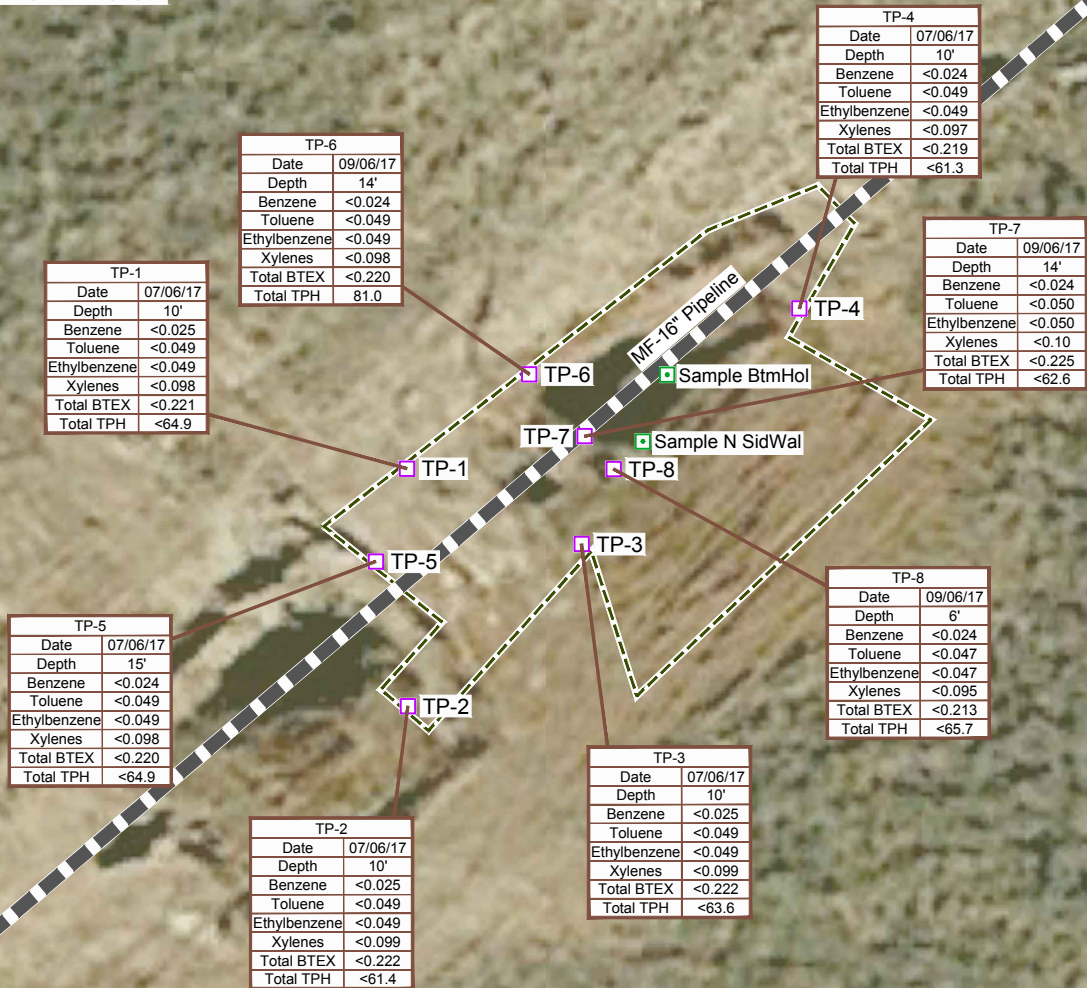 TP-4
Date 07/06/17
Depth 10'
Benzene <0.024
Toluene <0.049
Ethylbenzene <0.049
Xylenes <0.097
Total BTEX <0.219
Total TPH <61.3
TP-6
Date 09/06/17
Depth 14'
Benzene <0.024
Toluene <0.049
Ethylbenzene <0.049
Xylenes <0.098
Total BTEX <0.220
Total TPH 81.0
TP-7
Date 09/06/17
Depth 14'
Benzene <0.024
Toluene <0.050
Ethylbenzene <0.050
Xylenes <0.10
Total BTEX <0.225
Total TPH <62.6
TP-1
Date 07/06/17
Depth 10'
Benzene <0.025
Toluene <0.049
Ethylbenzene <0.049
Xylenes <0.098
Total BTEX <0.221
Total TPH <64.9
MF-16" Pipeline
TP-4
TP-6
Sample BtmHol
TP-7
Sample N SidWal
TP-1
TP-8
TP-3
TP-5
TP-2
TP-8
Date 09/06/17
Depth 6'
Benzene <0.024
Toluene <0.047
Ethylbenzene <0.047
Xylenes <0.095
Total BTEX <0.213
Total TPH <65.7
TP-5
Date 07/06/17
Depth 15'
Benzene <0.024
Toluene <0.049
Ethylbenzene <0.049
Xylenes <0.098
Total BTEX <0.220
Total TPH <64.9
TP-3
Date 07/06/17
Depth 10'
Benzene <0.025
Toluene <0.049
Ethylbenzene <0.049
Xylenes <0.099
Total BTEX <0.222
Total TPH <63.6
TP-2
Date 07/06/17
Depth 10'
Benzene <0.025
Toluene <0.049
Ethylbenzene <0.049
Xylenes <0.099
Total BTEX <0.222
Total TPH <61.4